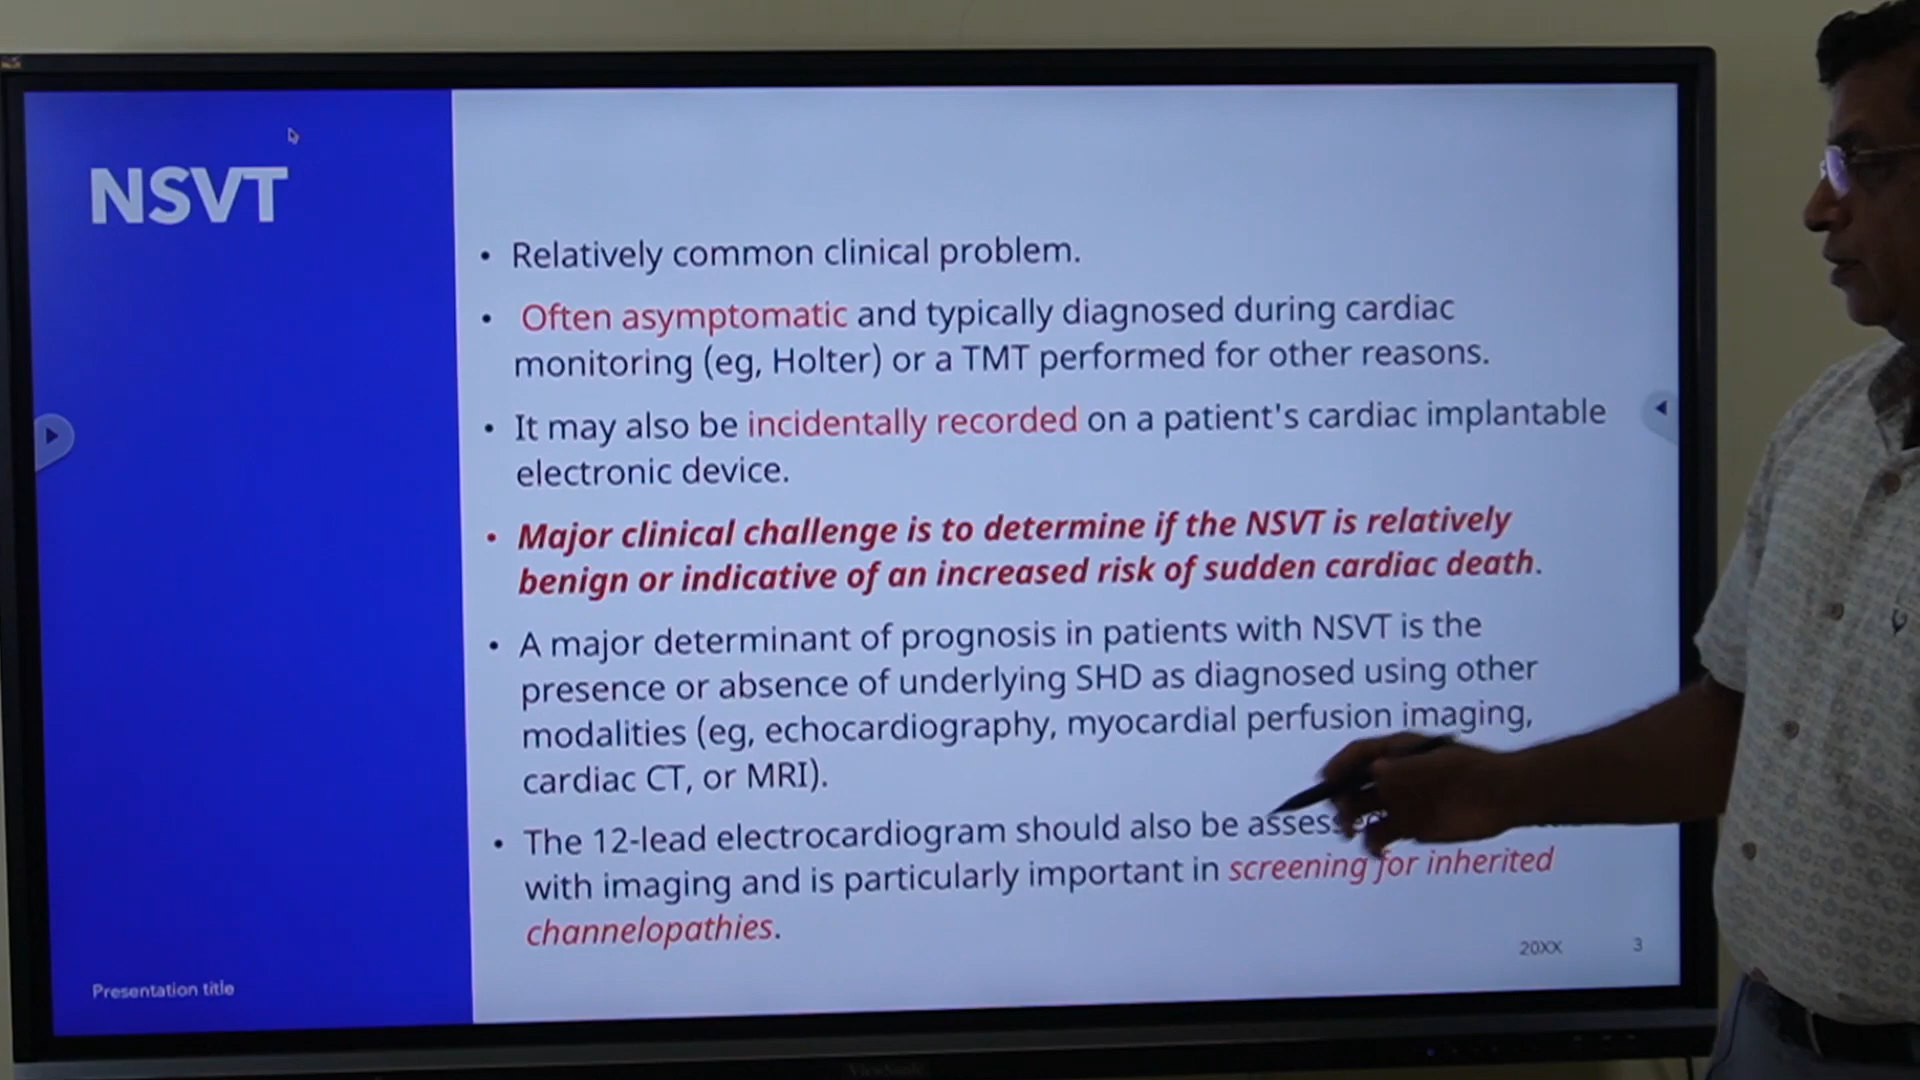 NSVT
• Relatively common clinical problem.
• Often asymptomatic and typically diagnosed during cardiac
monitoring (eg, Holter) or a TMT performed for other reasons.
• It may also be incidentally recorded on a patient's cardiac implantable
electronic device.
• Major clinical challenge is to determine if the NSVT is relatively
benign or indicative of an increased risk of sudden cardiac death.
• A major determinant of prognosis in patients with NSVT is the
presence or absence of underlying SHD as diagnosed using other
modalities (eg, echocardiography, myocardial perfusion imaging,
cardiac CT, or MRI).
• The 12-lead electrocardiogram should also be
with imaging and is particularly important in screening for inherited
channelopathies.
Presentation title
20XX
3
ViewSonic